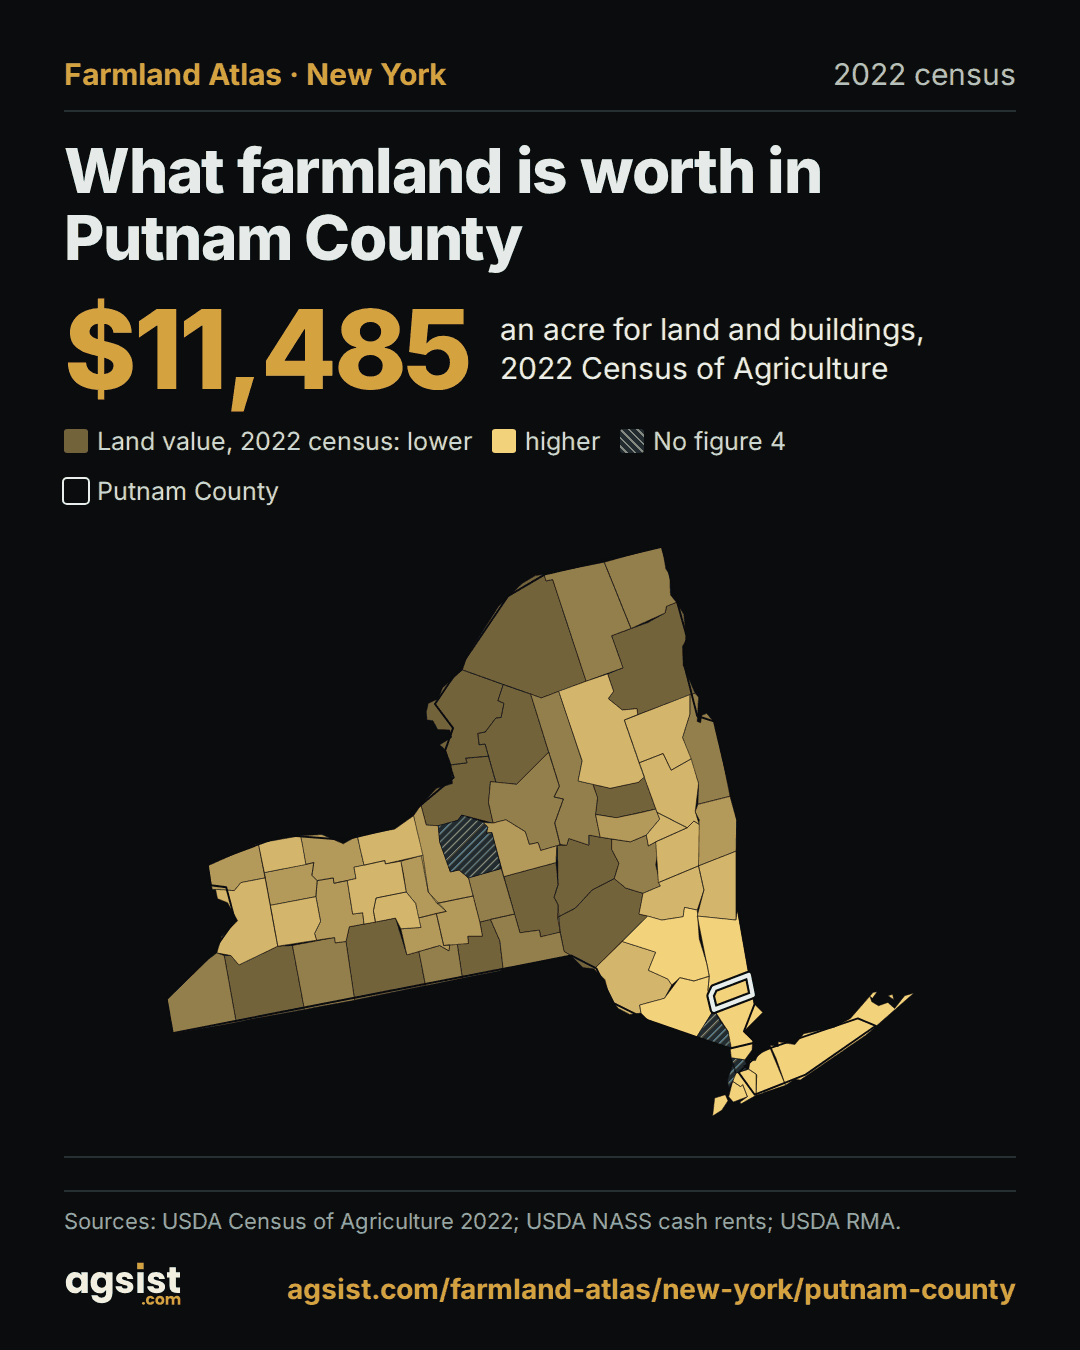 Farmland Atlas · New York
2022 census
What farmland is worth in
Putnam County
$11,485
an acre for land and buildings,
2022 Census of Agriculture
Land value, 2022 census: lower
higher
No figure 4
Putnam County
Sources: USDA Census of Agriculture 2022; USDA NASS cash rents; USDA RMA.
agsist
.com
agsist.com/farmland-atlas/new-york/putnam-county